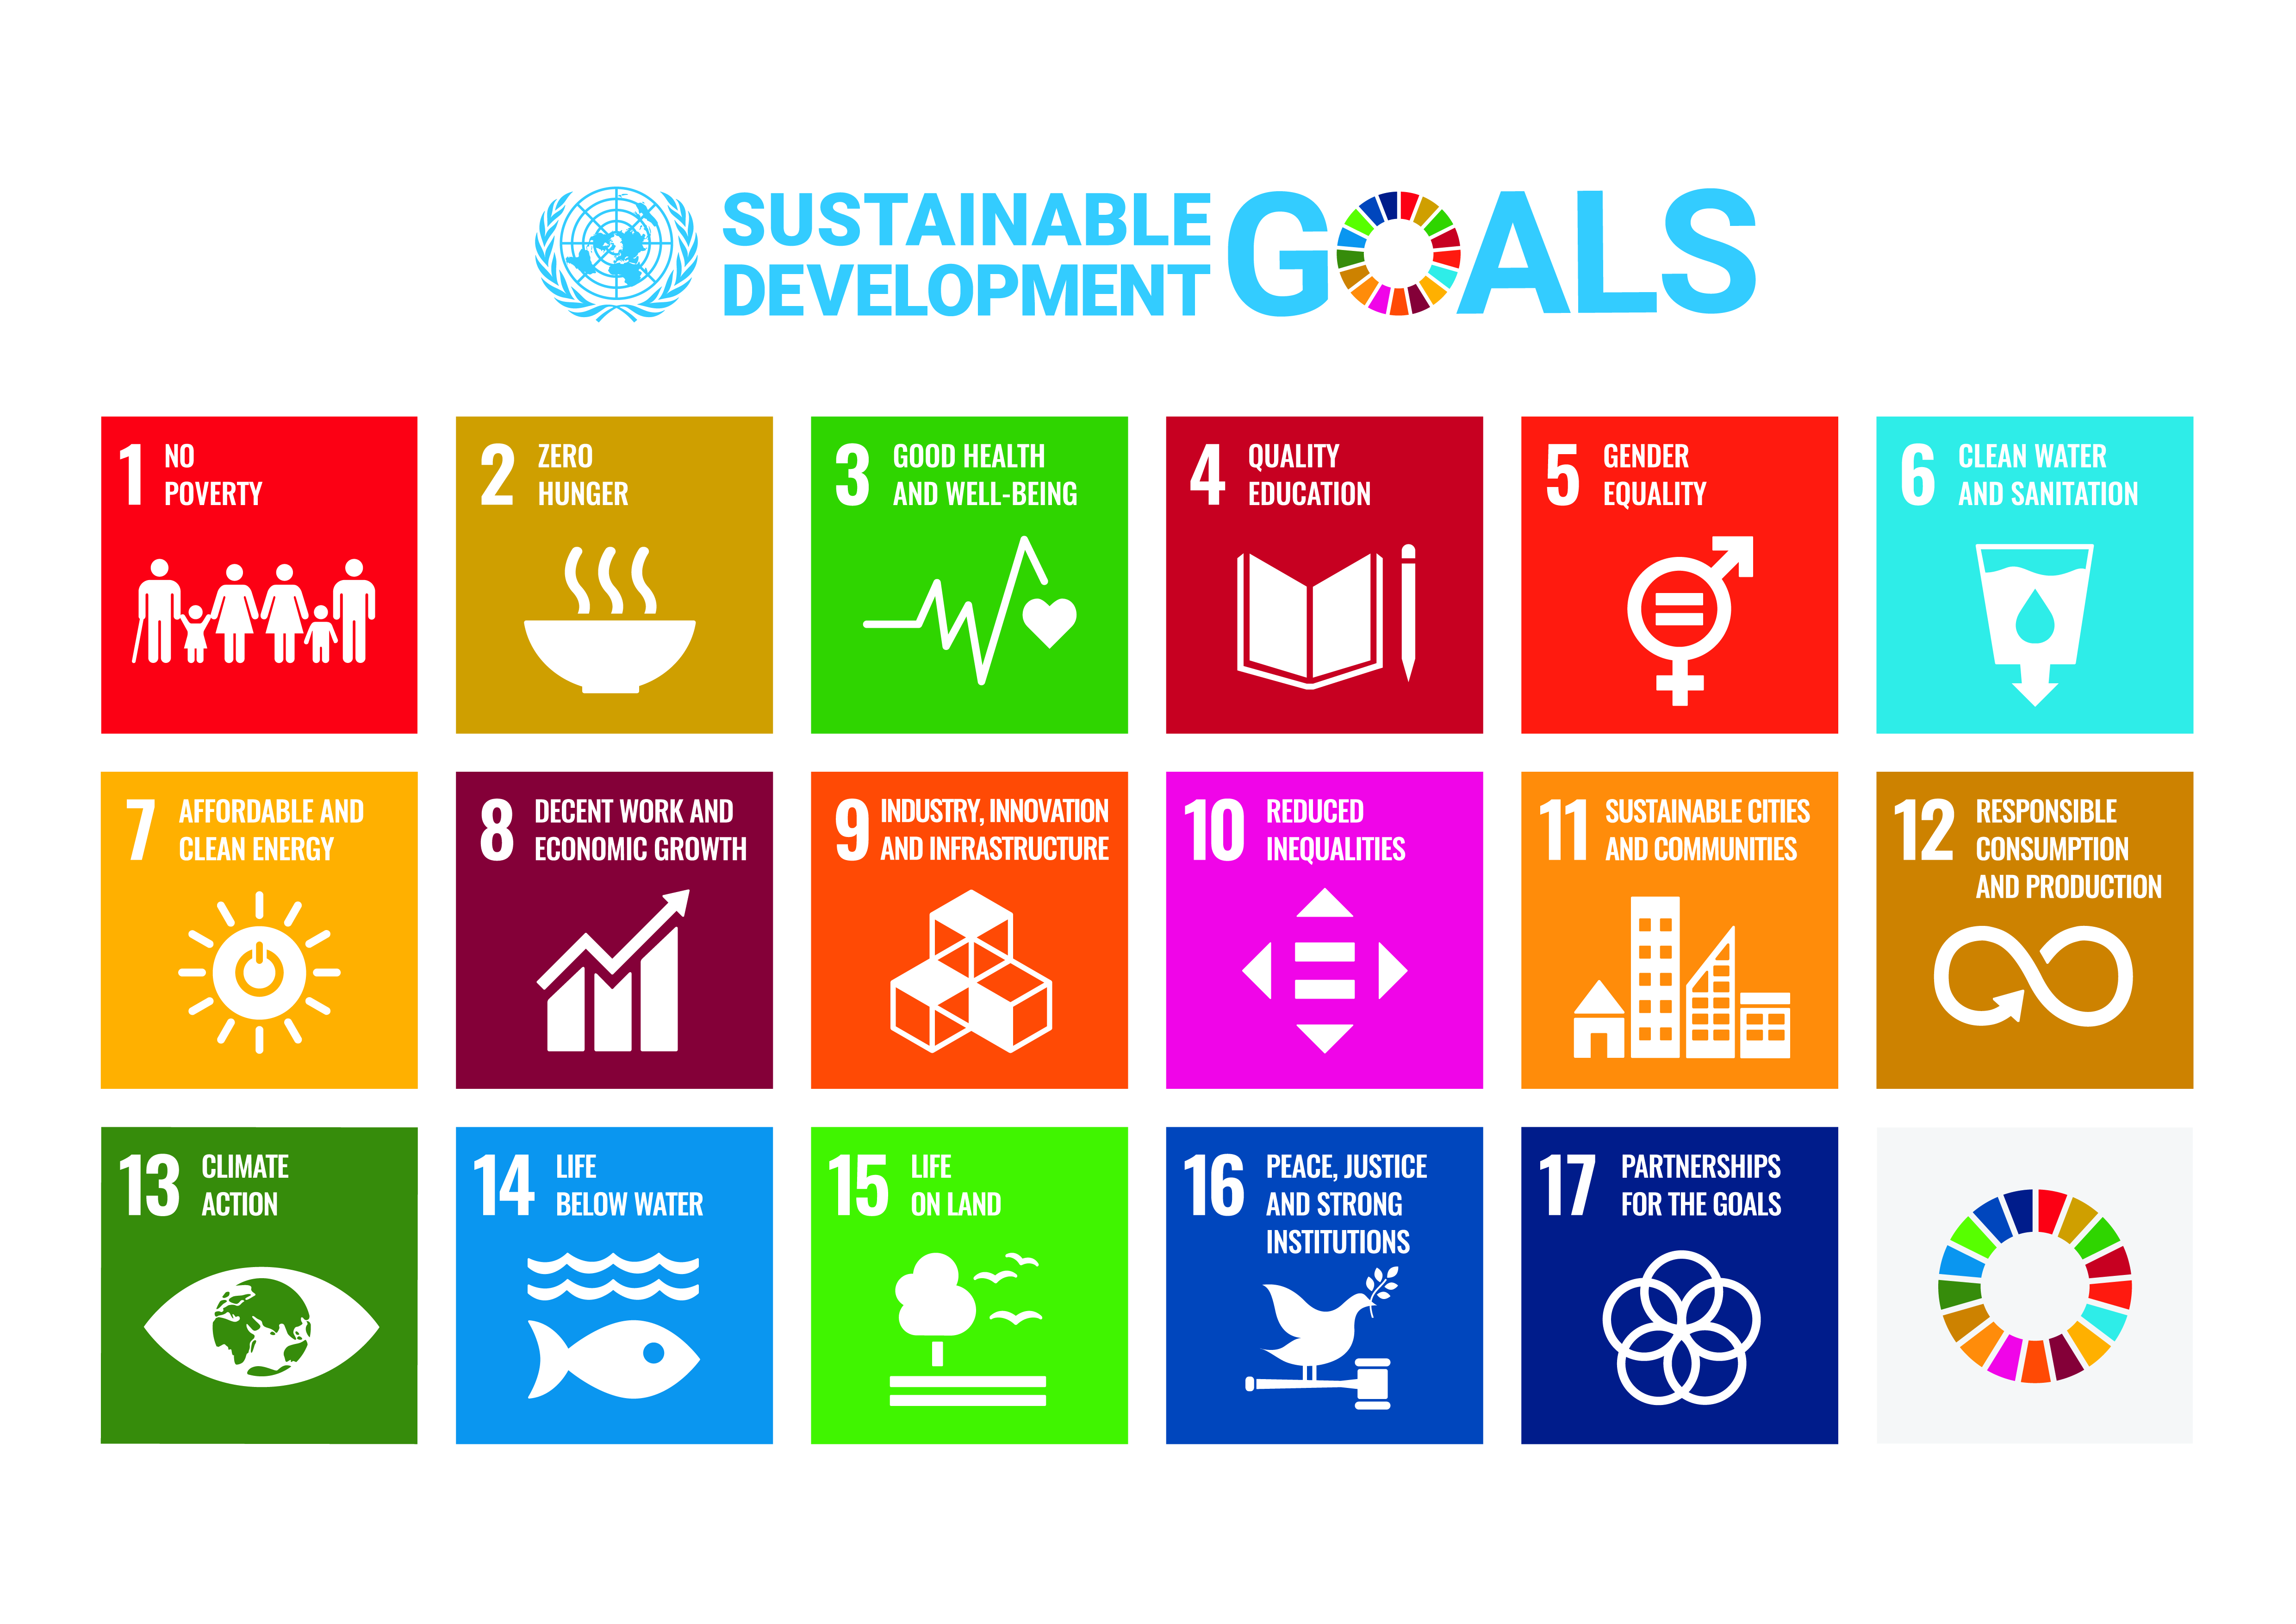 SUSTAINABLE
DEVELOPMENT
GOALS
1 NO
POVERTY
2 ZERO
HUNGER
3 GOOD HEALTH
AND WELL-BEING
4 QUALITY
EDUCATION
5 GENDER
EQUALITY
6 CLEAN WATER
AND SANITATION
7 AFFORDABLE AND
CLEAN ENERGY
8 DECENT WORK AND
ECONOMIC GROWTH
9 INDUSTRY, INNOVATION
AND INFRASTRUCTURE
10 REDUCED
INEQUALITIES
11 SUSTAINABLE CITIES
AND COMMUNITIES
12 RESPONSIBLE
CONSUMPTION
AND PRODUCTION
13 CLIMATE
ACTION
14 LIFE
BELOW WATER
15 LIFE
ON LAND
16 PEACE, JUSTICE
AND STRONG
INSTITUTIONS
17 PARTNERSHIPS
FOR THE GOALS